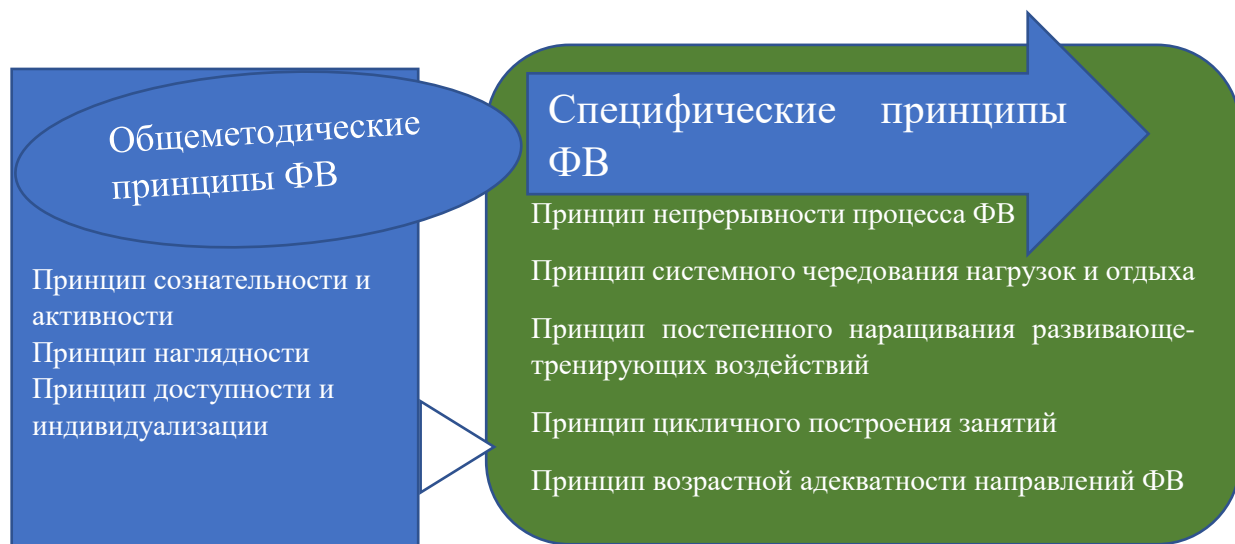 Общеметодические
принципы ФВ
Принцип сознательности и
активности
Принцип наглядности
Принцип доступности и
индивидуализации
Специфические принципы
ФВ
Принцип непрерывности процесса ФВ
Принцип системного чередования нагрузок и отдыха
Принцип постепенного наращивания развивающе-
тренирующих воздействий
Принцип цикличного построения занятий
Принцип возрастной адекватности направлений ФВ